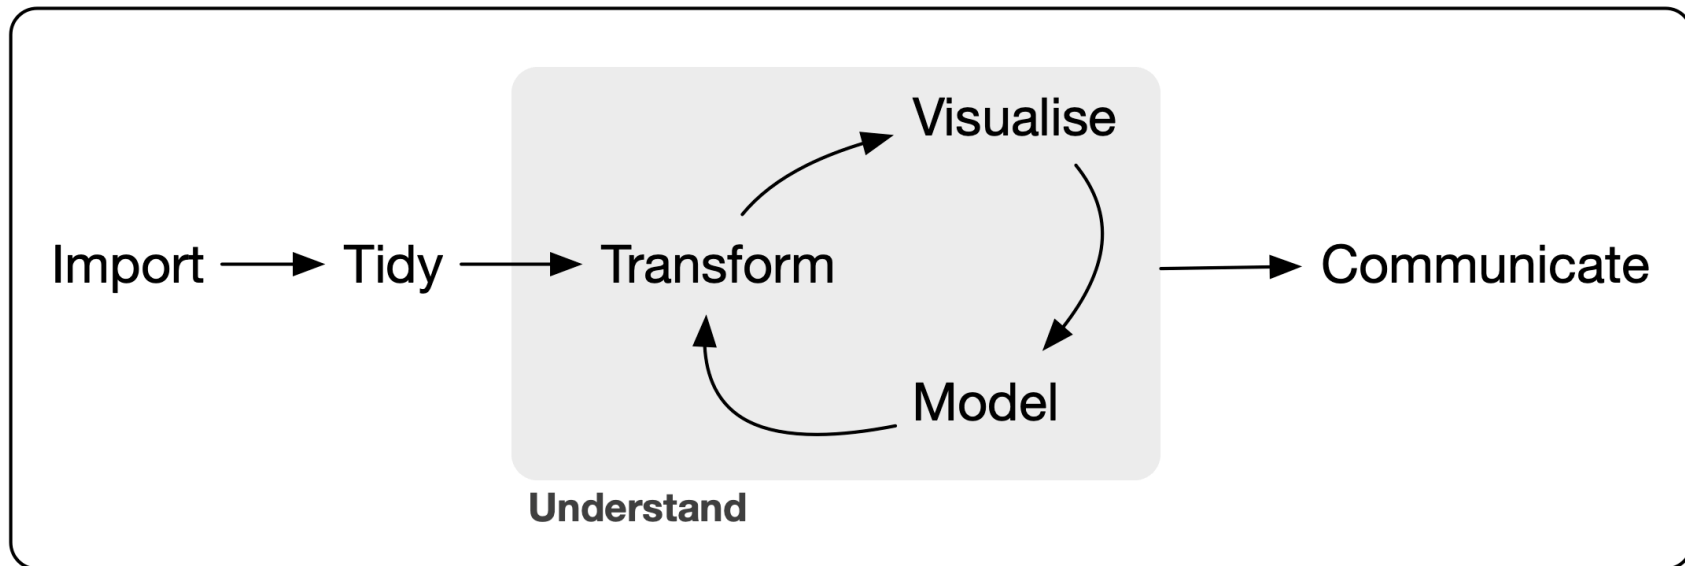 Visualise
Import Tidy Transform Communicate
Model
Understand